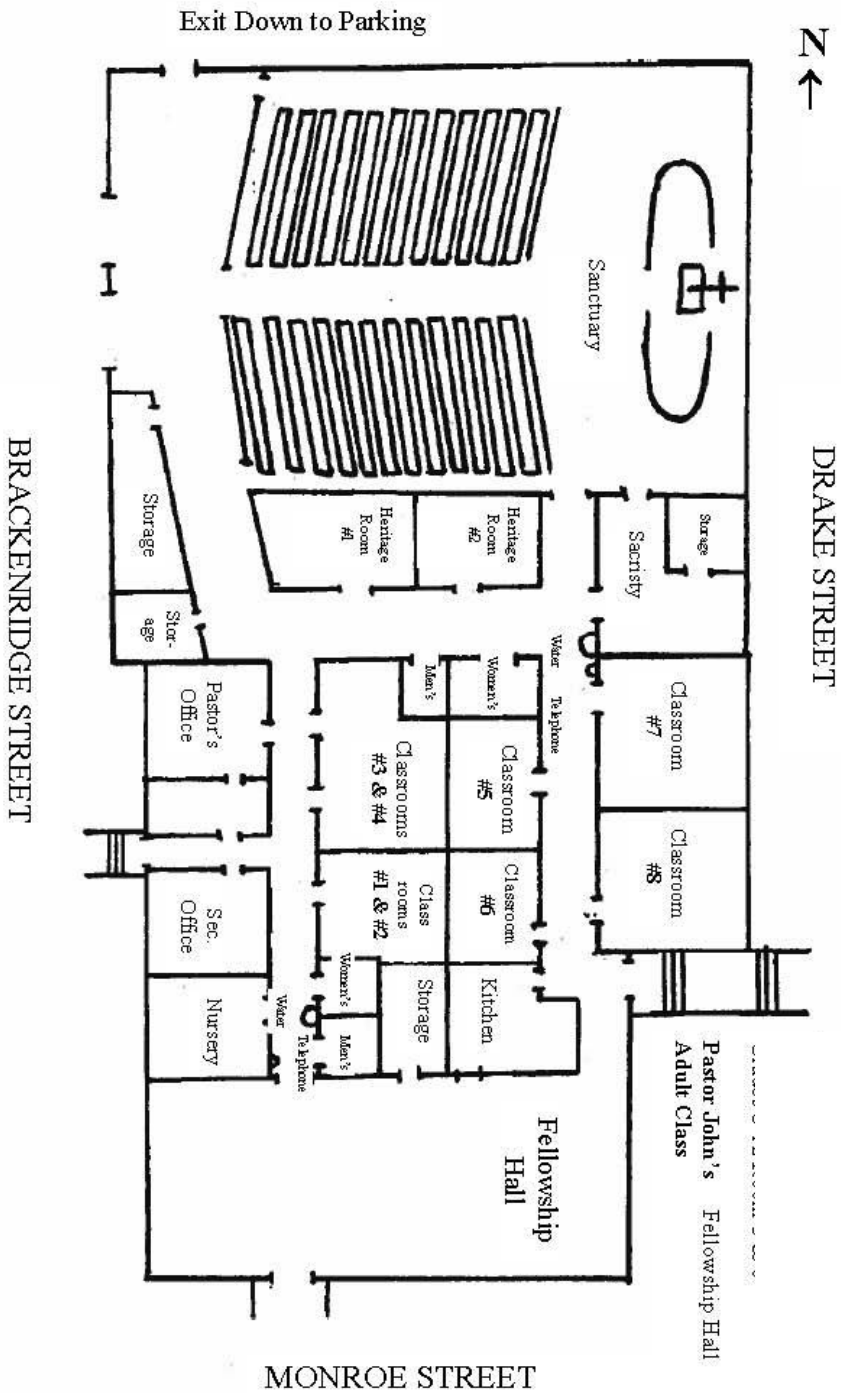 Exit Down to Parking
N
Sanctuary
DRAKE STREET
BRACKENRIDGE STREET
Storage
Stor-
age
Heritage
Room
#1
Heritage
Room
#2
Sacristy
Storage
Water
Telephone
Men's
Women's
Pastor's
Office
Classrooms
#3 & #4
Classroom
#5
Classroom
#7
Classroom
#8
Classroom
#6
Class
rooms
#1 & #2
Sec.
Office
Nursery
Women's
Men's
Water
Telephone
Storage
Kitchen
Fellowship
Hall
Pastor John's Fellowship Hall
Adult Class
MONROE STREET